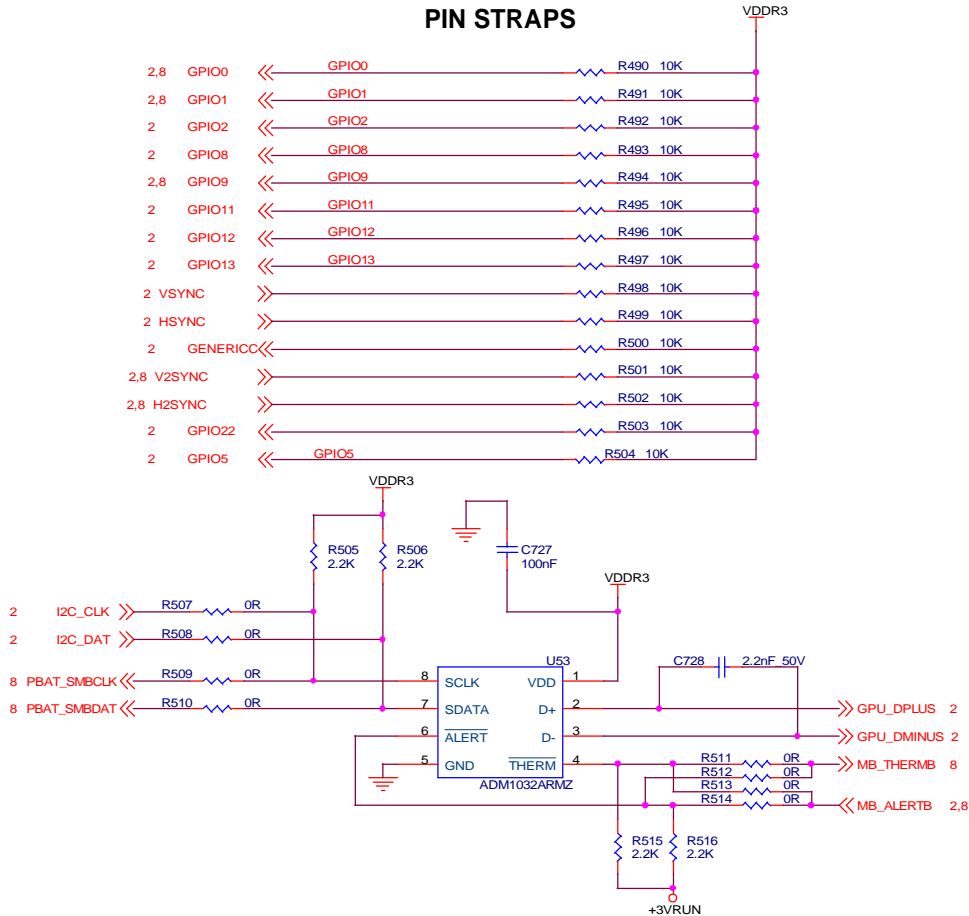 PIN STRAPS
VDDR3
2,8 GPIO0 GPIO0 R490 10K
2,8 GPIO1 GPIO1 R491 10K
2 GPIO2 GPIO2 R492 10K
2 GPIO8 GPIO8 R493 10K
2,8 GPIO9 GPIO9 R494 10K
2 GPIO11 GPIO11 R495 10K
2 GPIO12 GPIO12 R496 10K
2 GPIO13 GPIO13 R497 10K
2 VSYNC R498 10K
2 HSYNC R499 10K
2 GENERICC R500 10K
2,8 V2SYNC R501 10K
2,8 H2SYNC R502 10K
2 GPIO22 R503 10K
2 GPIO5 GPIO5 R504 10K
VDDR3
R505 R506 C727
2.2K 2.2K 100nF
VDDR3
2 I2C_CLK R507 0R
2 I2C_DAT R508 0R
U53 C728 2.2nF_50V
8 PBAT_SMBCLK R509 0R 8 SCLK VDD 1
8 PBAT_SMBDAT R510 0R 7 SDATA D+ 2 GPU_DPLUS 2
6 ALERT D- 3 GPU_DMINUS 2
5 GND THERM 4 R511 0R MB_THERMB 8
R512 0R
ADM1032ARMZ R513 0R
R514 0R MB_ALERTB 2,8
R515 R516
2.2K 2.2K
+3VRUN